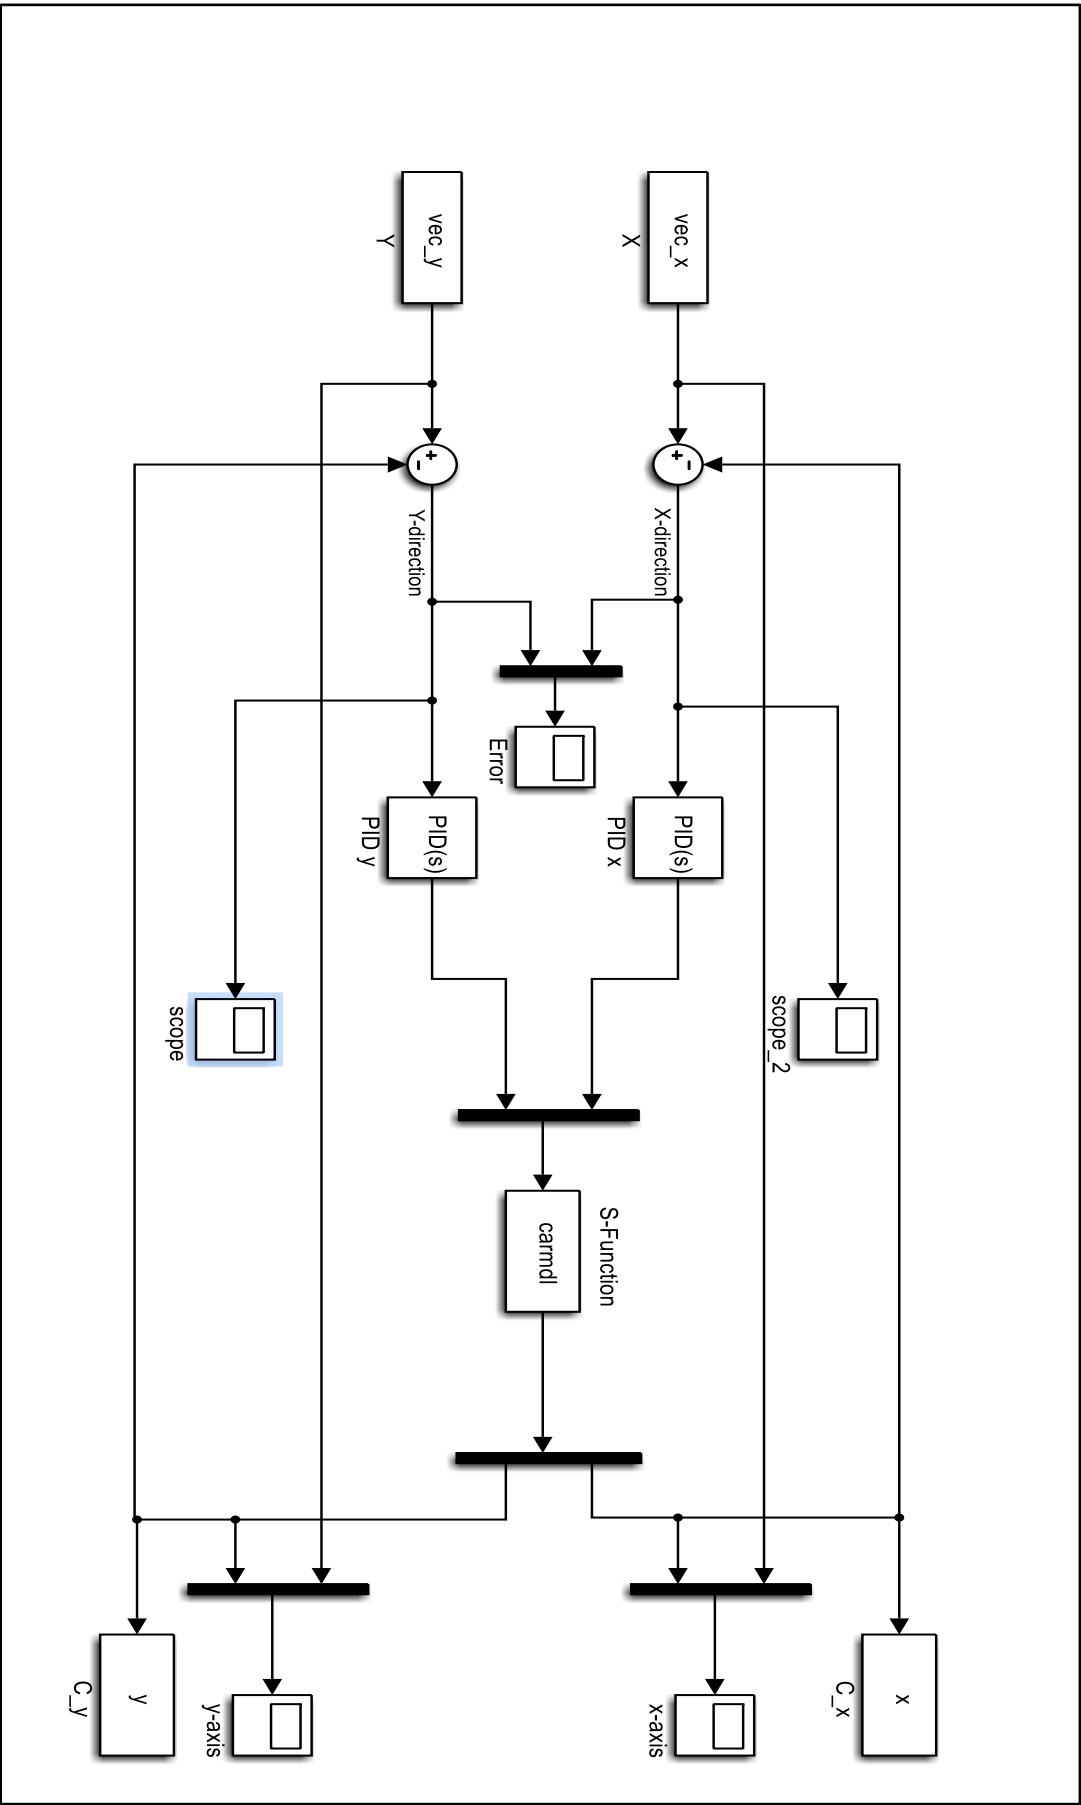 x
C_x
scope_2
x-axis
vec_x
X
X-direction
+
−
PID(s)
PID x
S-Function
Error
carmdl
vec_y
Y
Y-direction
+
−
PID(s)
PID y
scope
y-axis
y
C_y